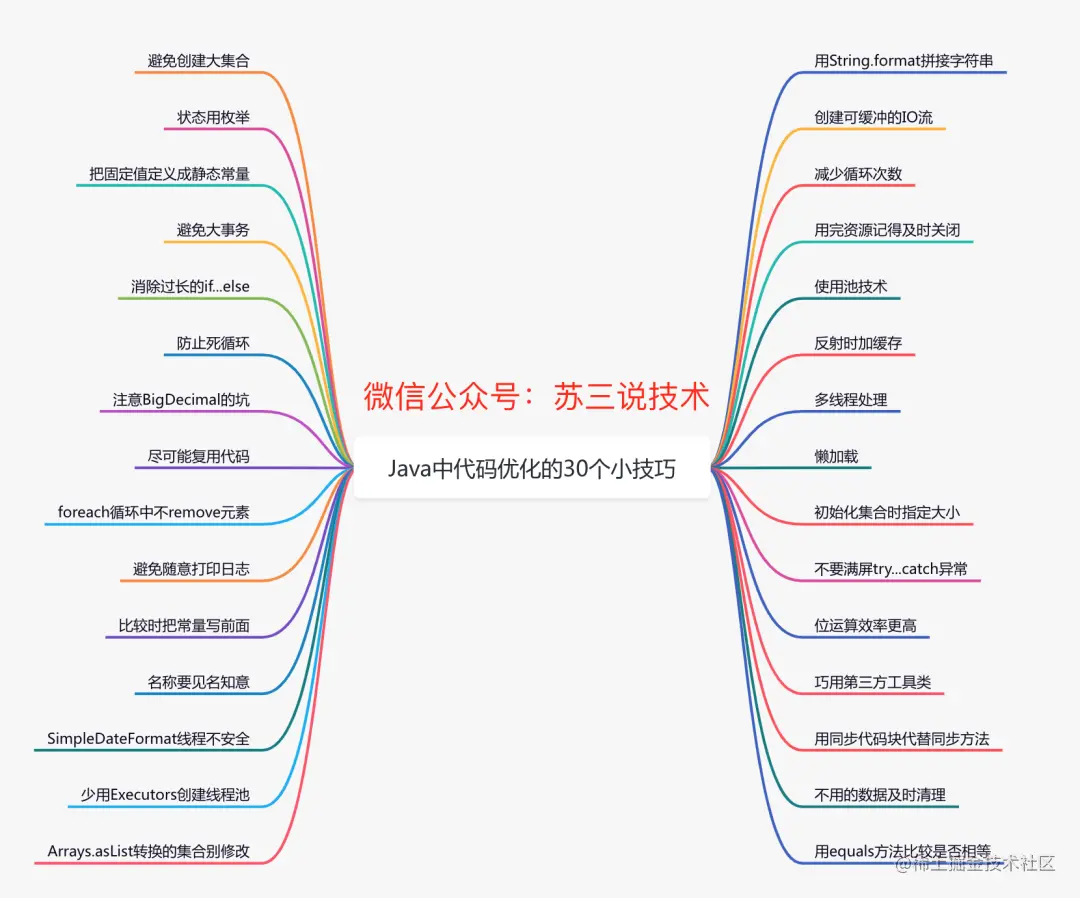 微信公众号：苏三说技术
Java中代码优化的30个小技巧
用String.format拼接字符串
创建可缓冲的IO流
减少循环次数
用完资源记得及时关闭
使用池技术
反射时加缓存
多线程处理
懒加载
初始化集合时指定大小
不要满屏try...catch异常
位运算效率更高
巧用第三方工具类
用同步代码块代替同步方法
不用的数据及时清理
用equals方法比较是否相等
避免创建大集合
状态用枚举
把固定值定义成静态常量
避免大事务
消除过长的if...else
防止死循环
注意BigDecimal的坑
尽可能复用代码
foreach循环中不remove元素
避免随意打印日志
比较时把常量写前面
名称要见名知意
SimpleDateFormat线程不安全
少用Executors创建线程池
Arrays.asList转换的集合别修改
@稀土掘金技术社区